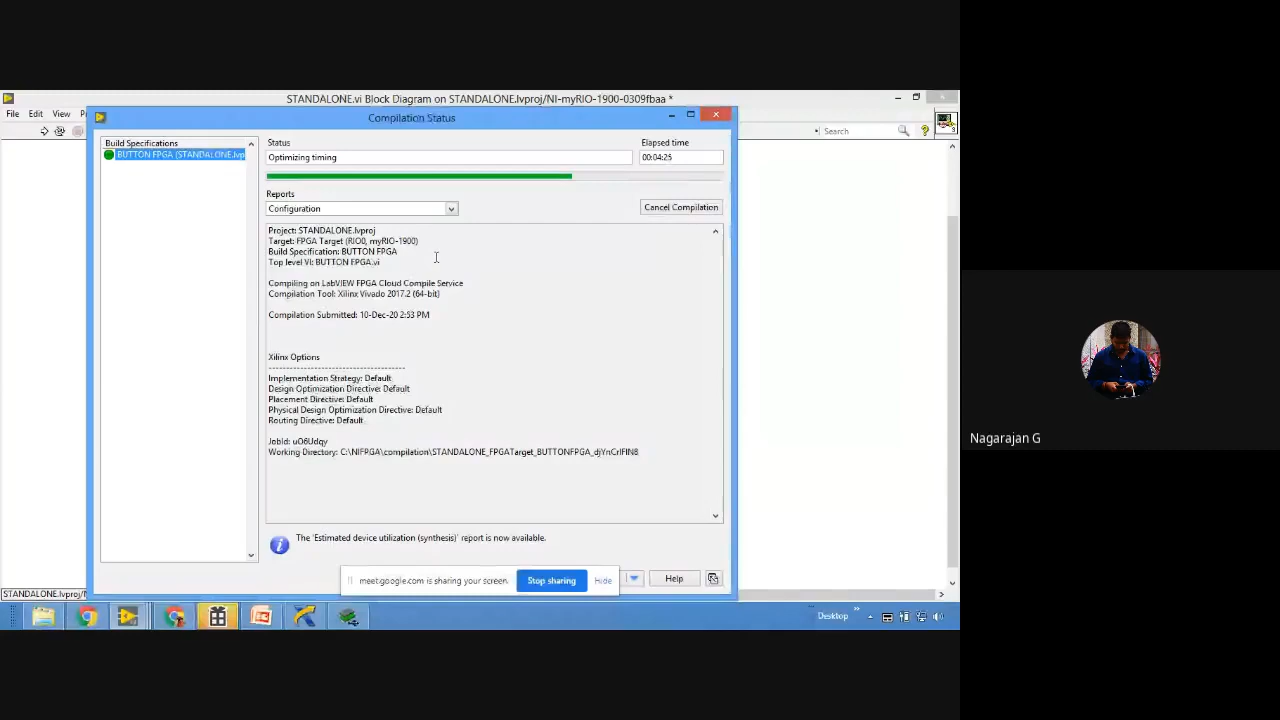 STANDALONE.vi Block Diagram on STANDALONE.lvproj/NI-myRIO-1900-0309fbaa *
File Edit View
Compilation Status
Search
Build Specifications
BUTTON FPGA (STANDALONE.lvp
Status
Optimizing timing
Elapsed time
00:04:25
Reports
Configuration
Cancel Compilation
Project: STANDALONE.lvproj
Target: FPGA Target (RIO0, myRIO-1900)
Build Specification: BUTTON FPGA
Top level VI: BUTTON FPGA.vi
Compiling on LabVIEW FPGA Cloud Compile Service
Compilation Tool: Xilinx Vivado 2017.2 (64-bit)
Compilation Submitted: 10-Dec-20 2:53 PM
Xilinx Options
----------------------------------------
Implementation Strategy: Default
Design Optimization Directive: Default
Placement Directive: Default
Physical Design Optimization Directive: Default
Routing Directive: Default
JobId: uO6Udqy
Working Directory: C:\NIFPGA\compilation\STANDALONE_FPGATarget_BUTTONFPGA_djYnCrIFIN8
The 'Estimated device utilization (synthesis)' report is now available.
meet.google.com is sharing your screen.
Stop sharing
Hide
Help
STANDALONE.lvproj/N
Desktop
Nagarajan G